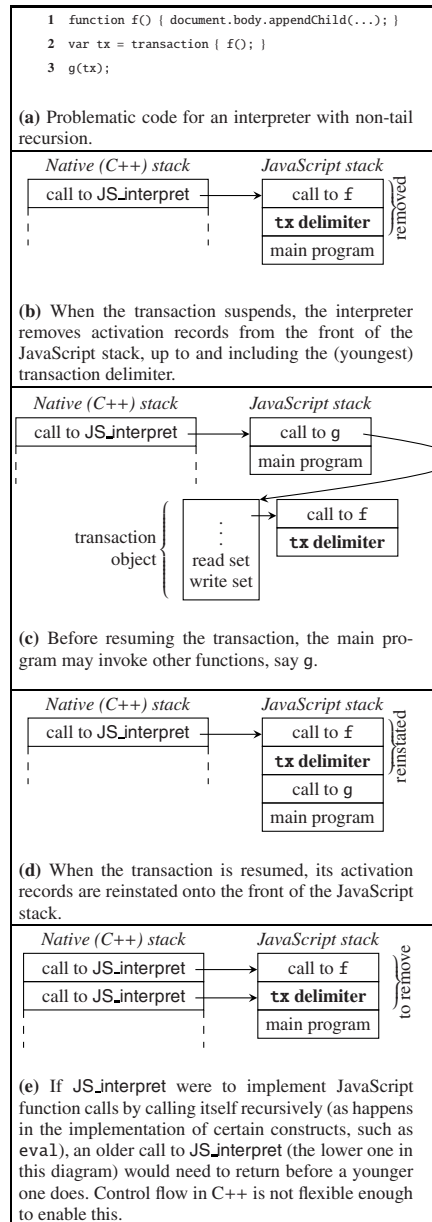 1 function f() { document.body.appendChild(...); }
2 var tx = transaction { f(); }
3 g(tx);
(a) Problematic code for an interpreter with non-tail
recursion.
Native (C++) stack JavaScript stack
call to JS_interpret call to f
tx delimiter
main program
removed
(b) When the transaction suspends, the interpreter
removes activation records from the front of the
JavaScript stack, up to and including the (youngest)
transaction delimiter.
Native (C++) stack JavaScript stack
call to JS_interpret call to g
main program
transaction
object
read set
write set
call to f
tx delimiter
(c) Before resuming the transaction, the main pro-
gram may invoke other functions, say g.
Native (C++) stack JavaScript stack
call to JS_interpret call to f
tx delimiter
call to g
main program
reinstated
(d) When the transaction is resumed, its activation
records are reinstated onto the front of the JavaScript
stack.
Native (C++) stack JavaScript stack
call to JS_interpret call to f
call to JS_interpret tx delimiter
main program
to remove
(e) If JS_interpret were to implement JavaScript
function calls by calling itself recursively (as happens
in the implementation of certain constructs, such as
eval), an older call to JS_interpret (the lower one in
this diagram) would need to return before a younger
one does. Control flow in C++ is not flexible enough
to enable this.